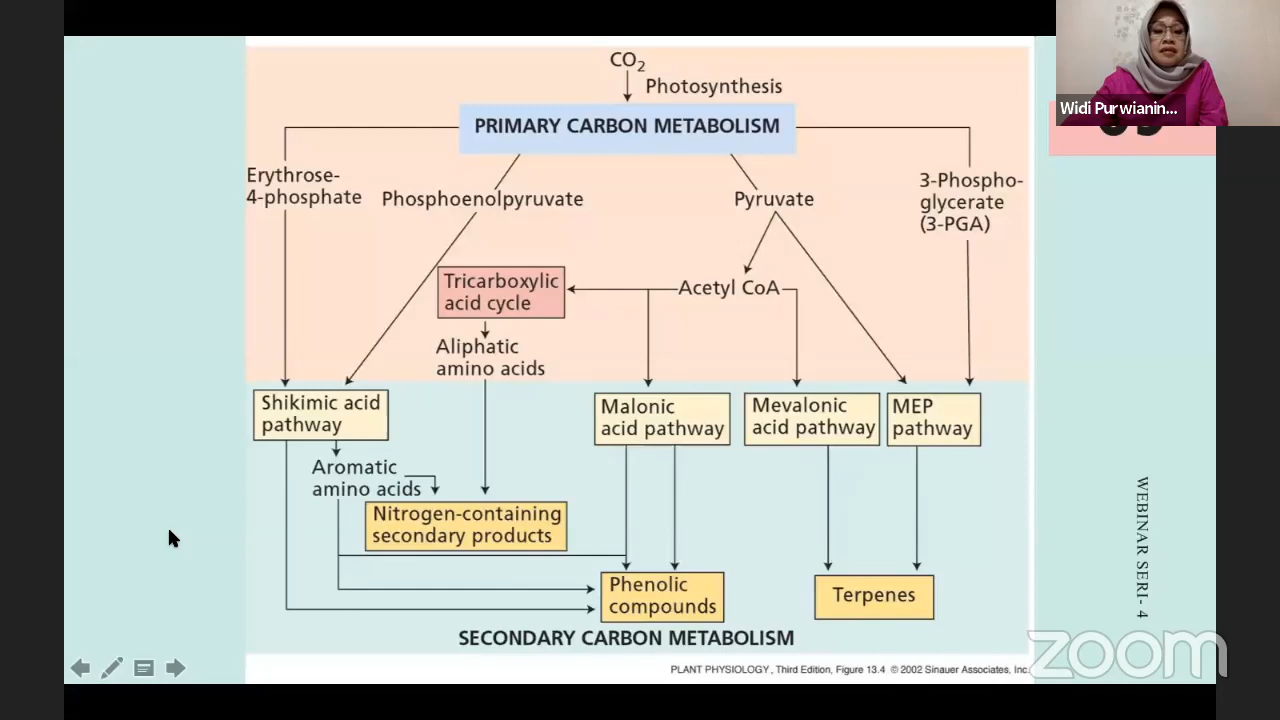 CO2
Photosynthesis
PRIMARY CARBON METABOLISM
Erythrose-
4-phosphate
Phosphoenolpyruvate
Pyruvate
3-Phospho-
glycerate
(3-PGA)
Tricarboxylic
acid cycle
Acetyl CoA
Aliphatic
amino acids
Shikimic acid
pathway
Malonic
acid pathway
Mevalonic
acid pathway
MEP
pathway
Aromatic
amino acids
Nitrogen-containing
secondary products
Phenolic
compounds
Terpenes
SECONDARY CARBON METABOLISM
PLANT PHYSIOLOGY, Third Edition, Figure 13.4 © 2002 Sinauer Associates, Inc.
Widi Purwianin...
WEBINAR SERI- 4
zoom